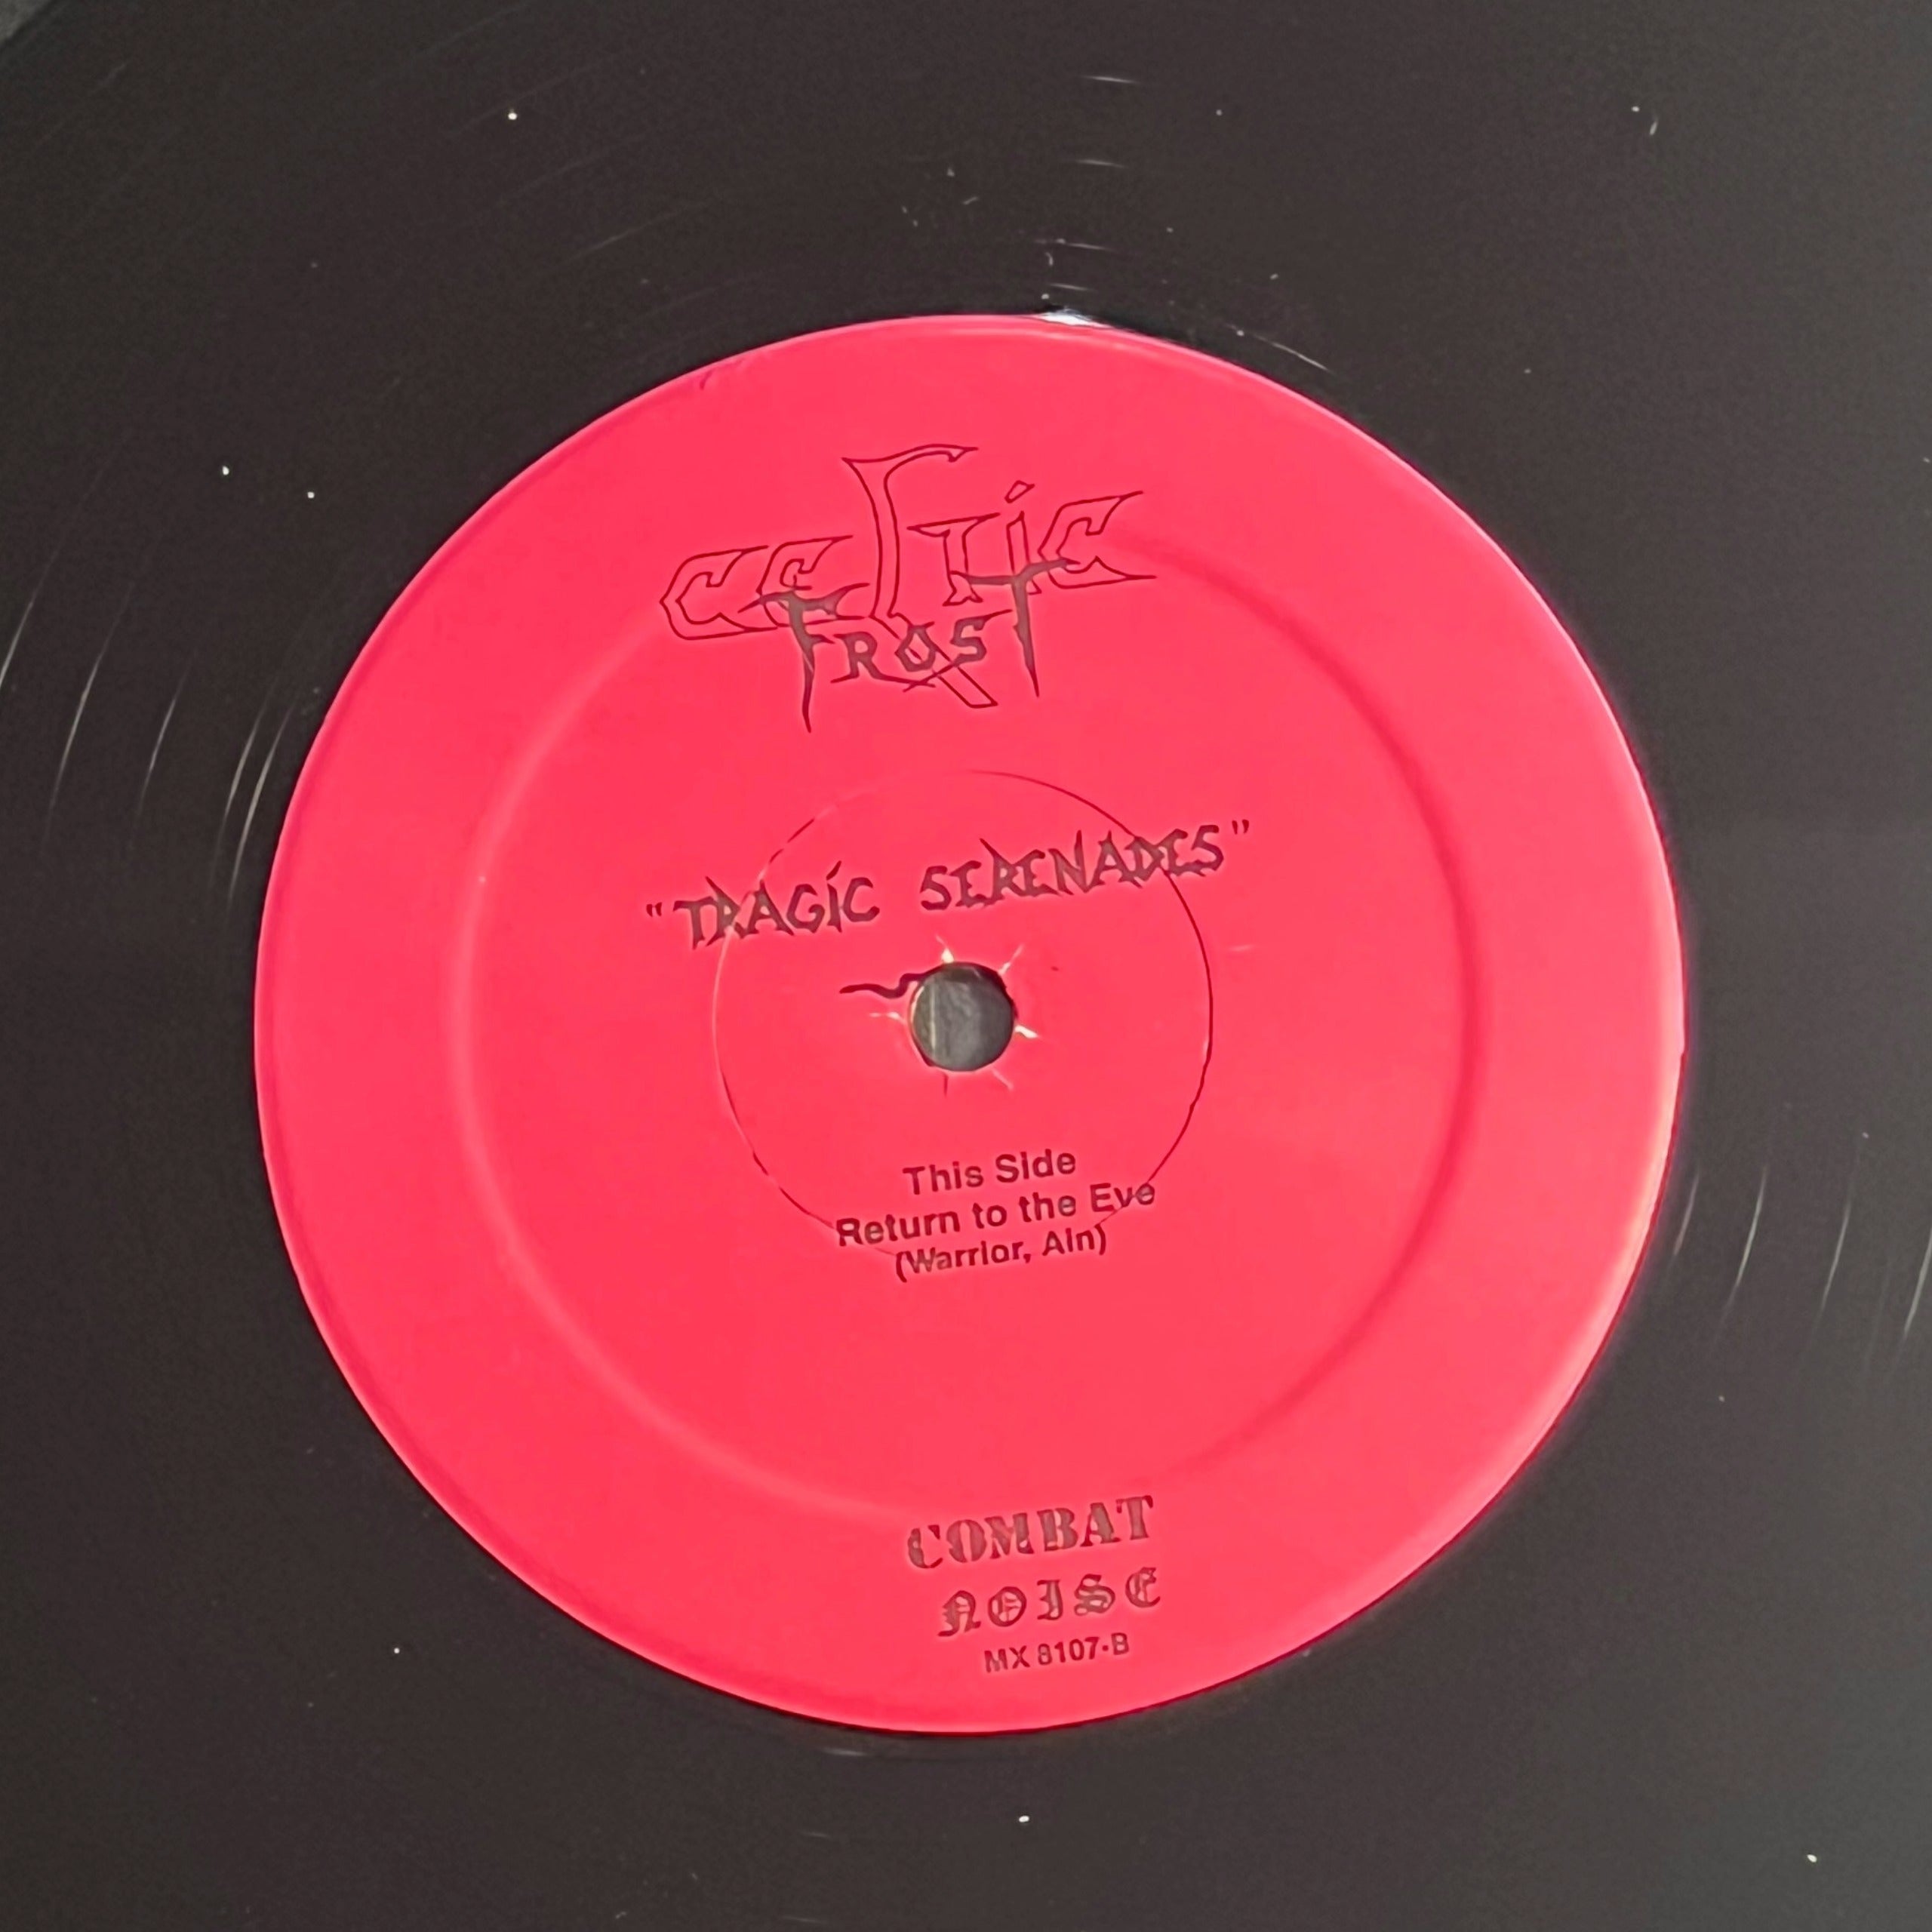 celtic
FROST
"TRAGiC SERENADES"
This Side
Return to the Eve
(Warrior, Ain)
COMBAT
NOISE
MX 8107-B